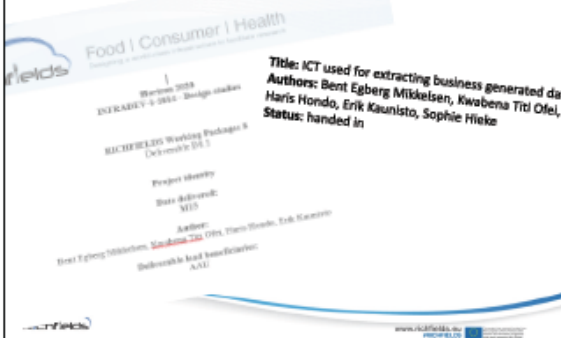 Food | Consumer | Health
Title: ICT used for extracting business generated da
Authors: Bent Egberg Mikkelsen, Kwabena Titi Ofei,
Haris Hondo, Erik Kaunisto, Sophie Hieke
Status: handed in
Horizon 2020
INFRADEV-1-2014 - Design studies
RICHFIELDS Working Packages 8
Project identity
Date delivered:
M15
Author:
Bent Egberg Mikkelsen, Kwabena Titi Ofei, Haris Hondo, Erik Kaunisto
Deliverable lead beneficiaries:
AAU
www.richfields.eu
RICHFIELDS